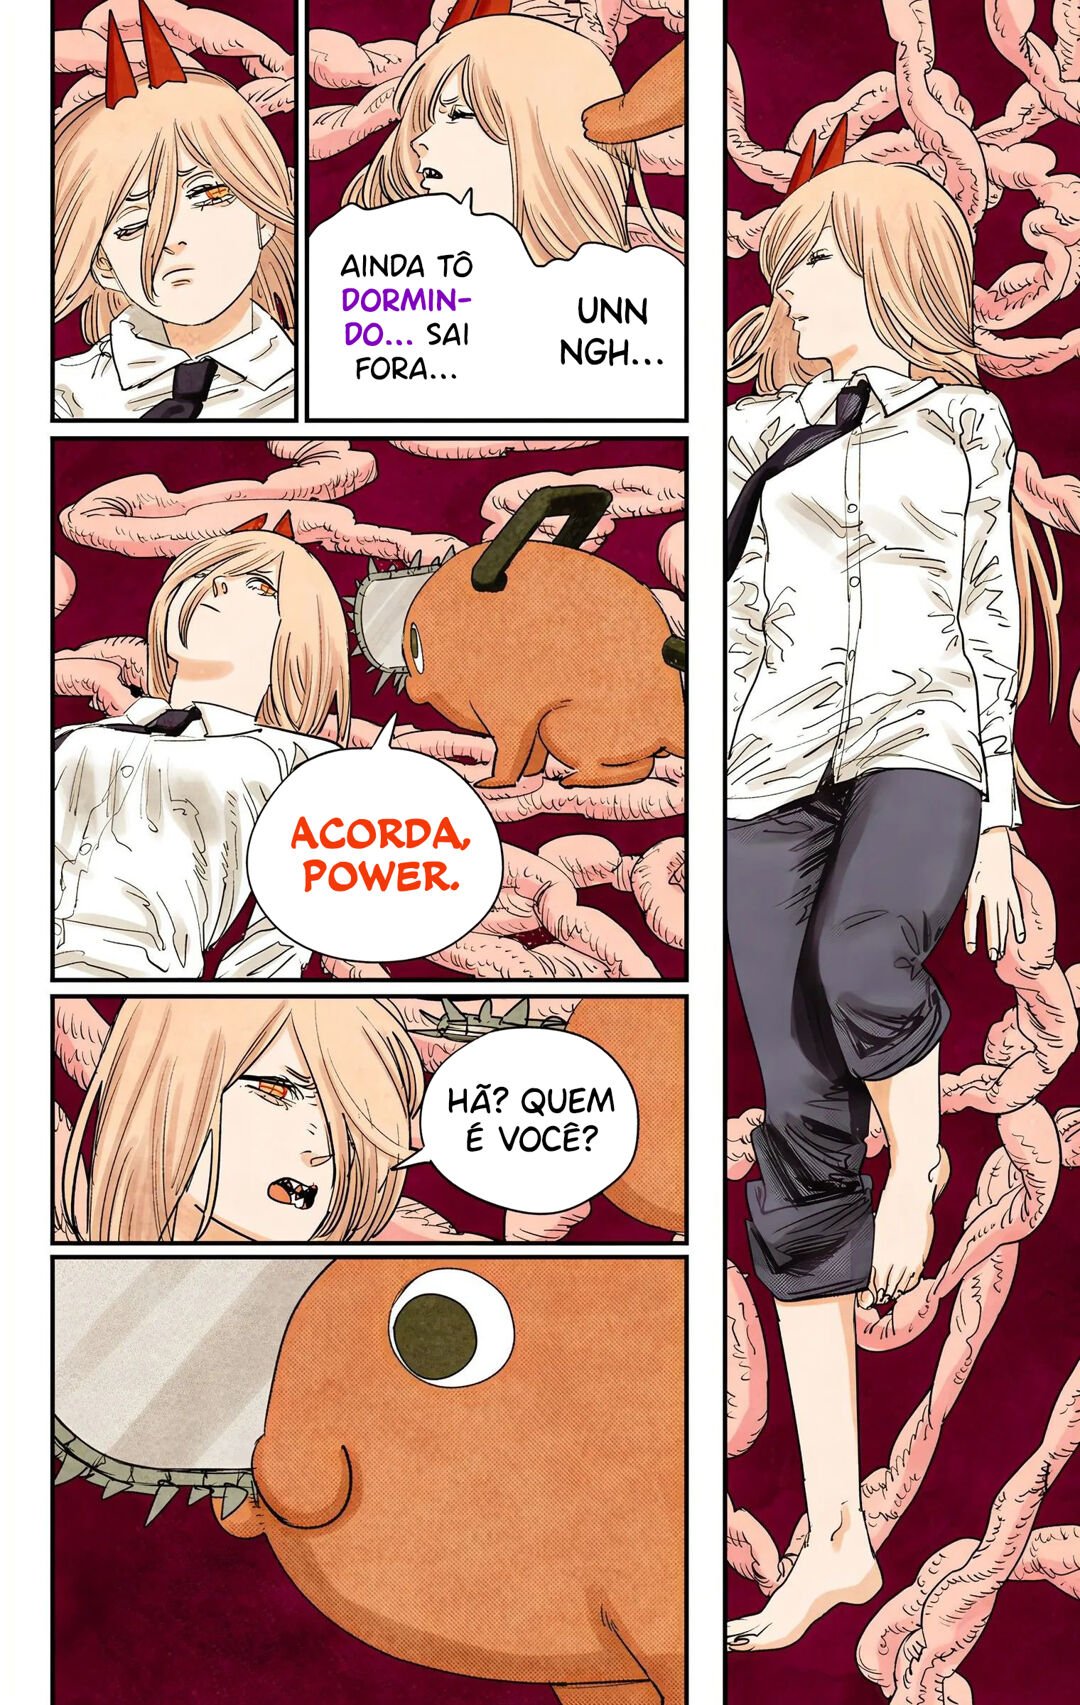 UNN
NGH...
AINDA TÔ
DORMIN-
DO... SAI
FORA...
ACORDA,
POWER.
HÃ? QUEM
É VOCÊ?